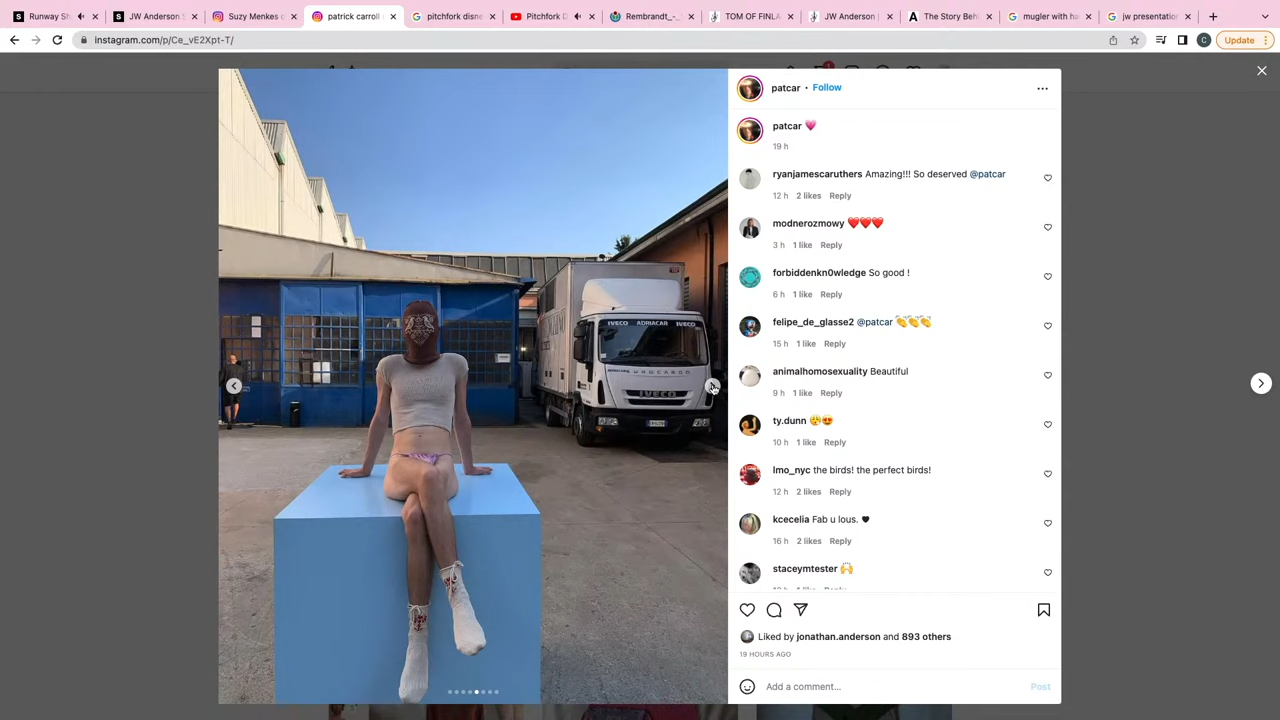 Runway Sh
JW Anderson S
Suzy Menkes o
patrick carroll
pitchfork disne
Pitchfork D
Rembrandt_-_
TOM OF FINLA
JW Anderson |
The Story Behi
mugler with ha
jw presentation
instagram.com/p/Ce_vE2Xpt-T/
C
Update
patcar • Follow
patcar 💗
19 h
ryanjamescaruthers Amazing!!! So deserved @patcar
12 h 2 likes Reply
modnerozmowy ❤️❤️❤️
3 h 1 like Reply
forbiddenkn0wledge So good !
6 h 1 like Reply
felipe_de_glasse2 @patcar 👏👏👏
15 h 1 like Reply
animalhomosexuality Beautiful
9 h 1 like Reply
ty.dunn 😚😍
10 h 1 like Reply
lmo_nyc the birds! the perfect birds!
12 h 2 likes Reply
kcecelia Fab u lous. ♥
16 h 2 likes Reply
staceymtester 🙌
Liked by jonathan.anderson and 893 others
19 HOURS AGO
Add a comment...
Post
IVECO ADRIACAR IVECO
IVECO